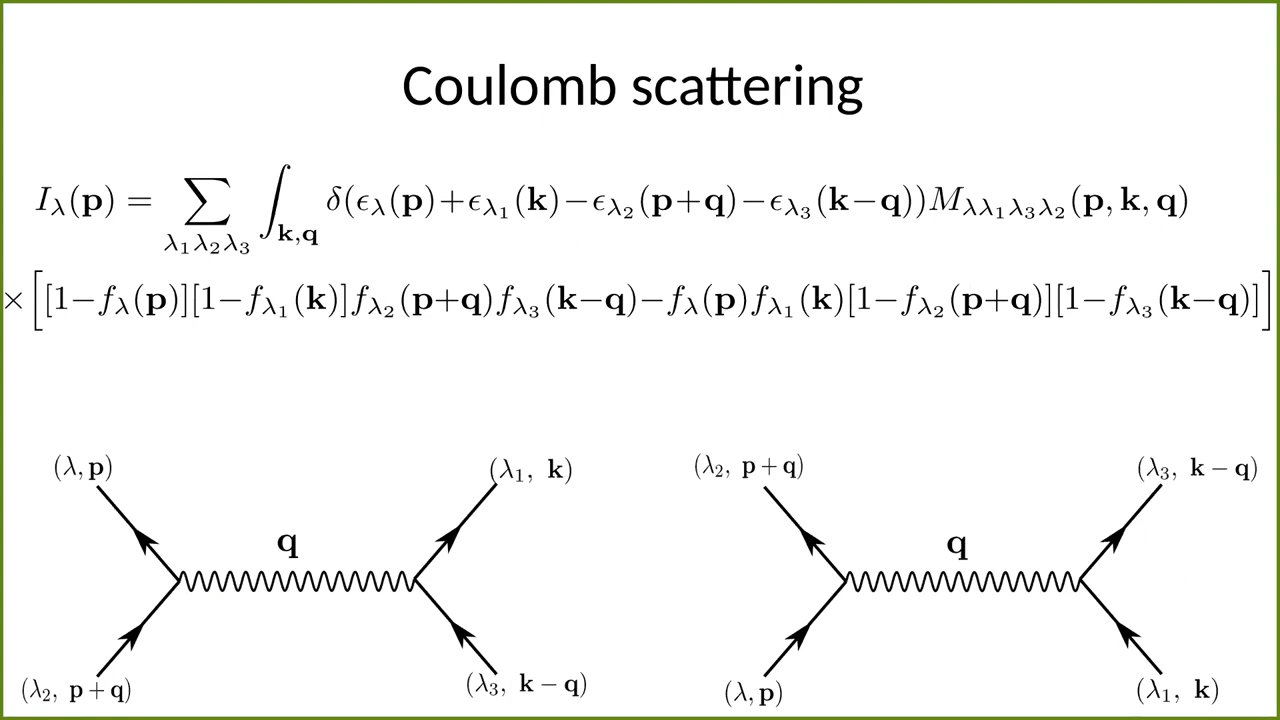 Coulomb scattering
I_λ(𝐩) = ∑_{λ₁λ₂λ₃} ∫_{𝐤,𝐪} δ(ϵ_λ(𝐩)+ϵ_{λ₁}(𝐤)−ϵ_{λ₂}(𝐩+𝐪)−ϵ_{λ₃}(𝐤−𝐪))M_{λλ₁λ₃λ₂}(𝐩,𝐤,𝐪)
×[[1−f_λ(𝐩)][1−f_{λ₁}(𝐤)]f_{λ₂}(𝐩+𝐪)f_{λ₃}(𝐤−𝐪)−f_λ(𝐩)f_{λ₁}(𝐤)[1−f_{λ₂}(𝐩+𝐪)][1−f_{λ₃}(𝐤−𝐪)]]
(λ,𝐩)
(λ₁, 𝐤)
𝐪
(λ₂, 𝐩+𝐪)
(λ₃, 𝐤−𝐪)
(λ₂, 𝐩+𝐪)
(λ₃, 𝐤−𝐪)
𝐪
(λ,𝐩)
(λ₁, 𝐤)